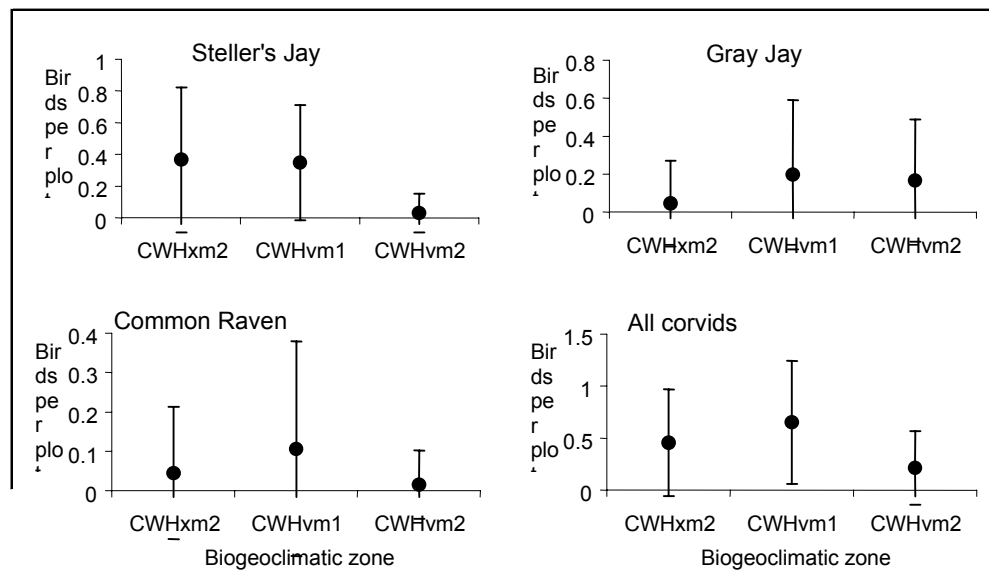 Steller's Jay
Bir
ds
pe
r
plo
1
0.8
0.6
0.4
0.2
0
CWHxm2 CWHvm1 CWHvm2
Gray Jay
Bir
ds
pe
r
plo
0.8
0.6
0.4
0.2
0
CWHxm2 CWHvm1 CWHvm2
Common Raven
Bir
ds
pe
r
plo
0.4
0.3
0.2
0.1
0
CWHxm2 CWHvm1 CWHvm2
Biogeoclimatic zone
All corvids
Bir
ds
pe
r
plo
1.5
1
0.5
0
CWHxm2 CWHvm1 CWHvm2
Biogeoclimatic zone